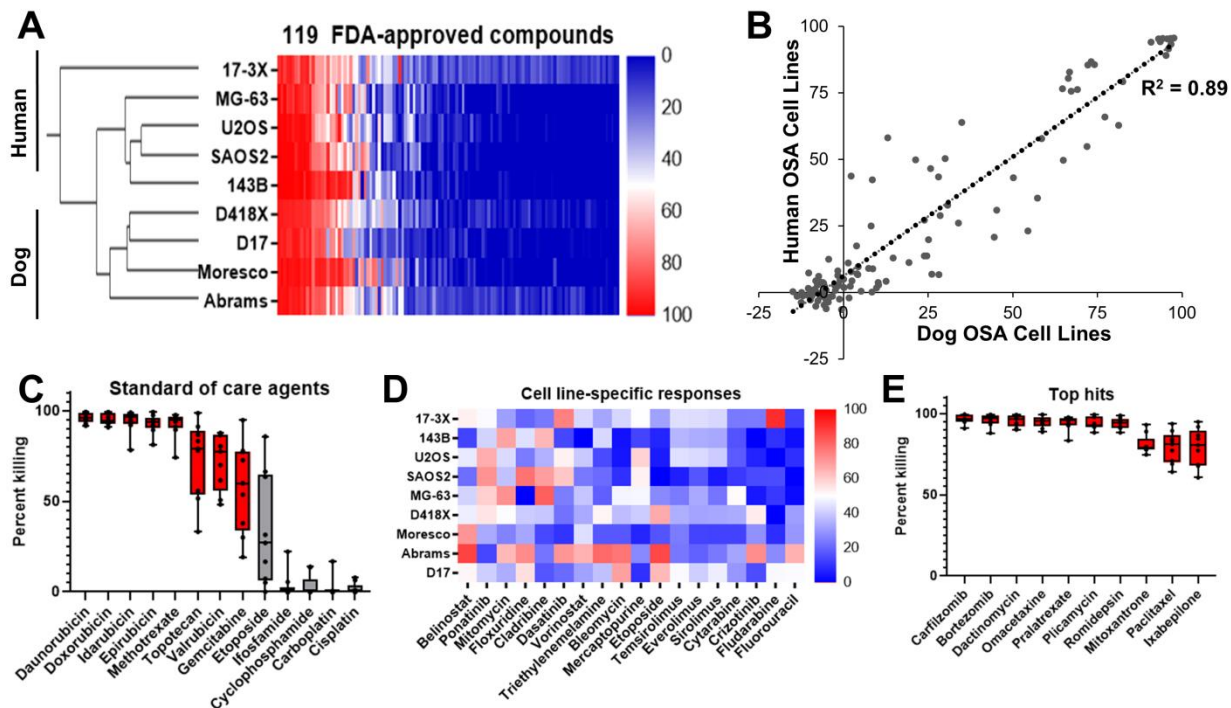 A
119 FDA-approved compounds
Human
Dog
17-3X
MG-63
U2OS
SAOS2
143B
D418X
D17
Moresco
Abrams
0
20
40
60
80
100
B
Human OSA Cell Lines
100
75
50
25
0
-25
-25
0
25
50
75
100
Dog OSA Cell Lines
R² = 0.89
C
Standard of care agents
Percent killing
100
50
0
Daunorubicin
Doxorubicin
Idarubicin
Epirubicin
Methotrexate
Topotecan
Valrubicin
Gemcitabine
Etoposide
Ifosfamide
Cyclophosphamide
Carboplatin
Cisplatin
D
Cell line-specific responses
17-3X
143B
U2OS
SAOS2
MG-63
D418X
Moresco
Abrams
D17
100
80
60
40
20
0
Belinostat
Ponatinib
Mitomycin
Floxuridine
Cladribine
Dasatinib
Vorinostat
Triethylenemelamine
Bleomycin
Mercaptopurine
Etoposide
Temsirolimus
Everolimus
Sirolimus
Cytarabine
Crizotinib
Fludarabine
Fluorouracil
E
Top hits
Percent killing
100
50
0
Carfizomib
Bortezomib
Dactinomycin
Omacetaxine
Pralatrexate
Plicamycin
Romidepsin
Mitoxantrone
Paclitaxel
Ixabepilone